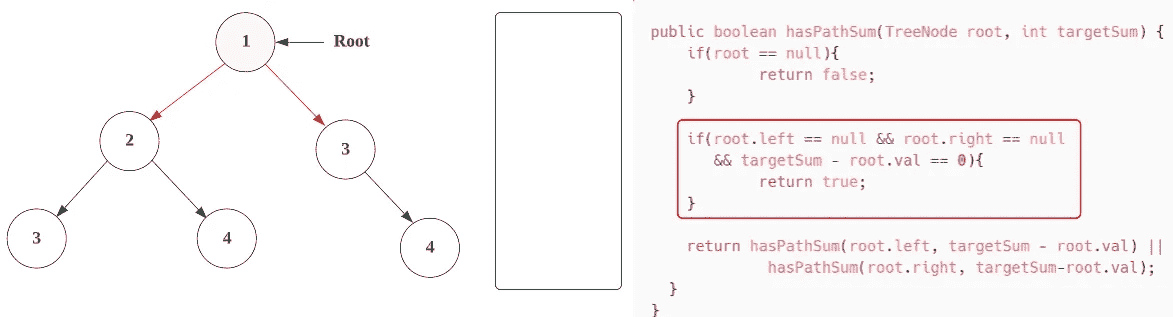 1
Root
2
3
3
4
4
public boolean hasPathSum(TreeNode root, int targetSum) {
if(root == null){
return false;
}
if(root.left == null && root.right == null
&& targetSum - root.val == 0){
return true;
}
return hasPathSum(root.left, targetSum - root.val) ||
hasPathSum(root.right, targetSum-root.val);
}
}